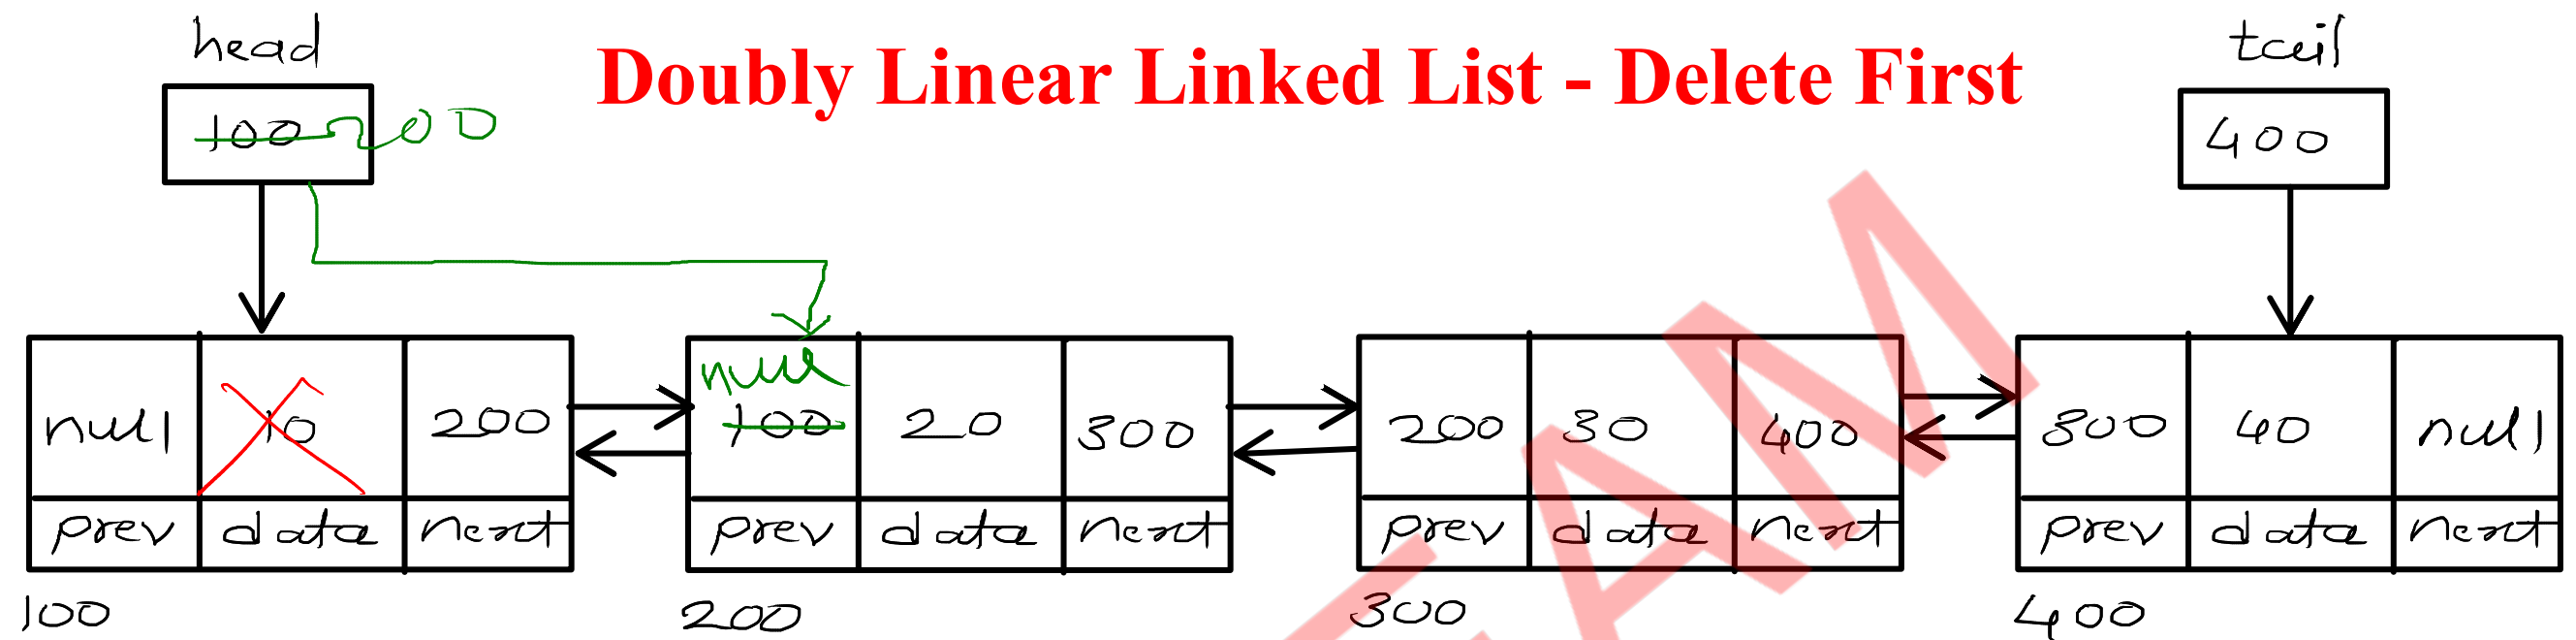 head
Doubly Linear Linked List - Delete First
tail
100 200
400
null 10 200
null
100 20 300
200 30 400
300 40 null
prev data next
prev data next
prev data next
prev data next
100
200
300
400
TAM